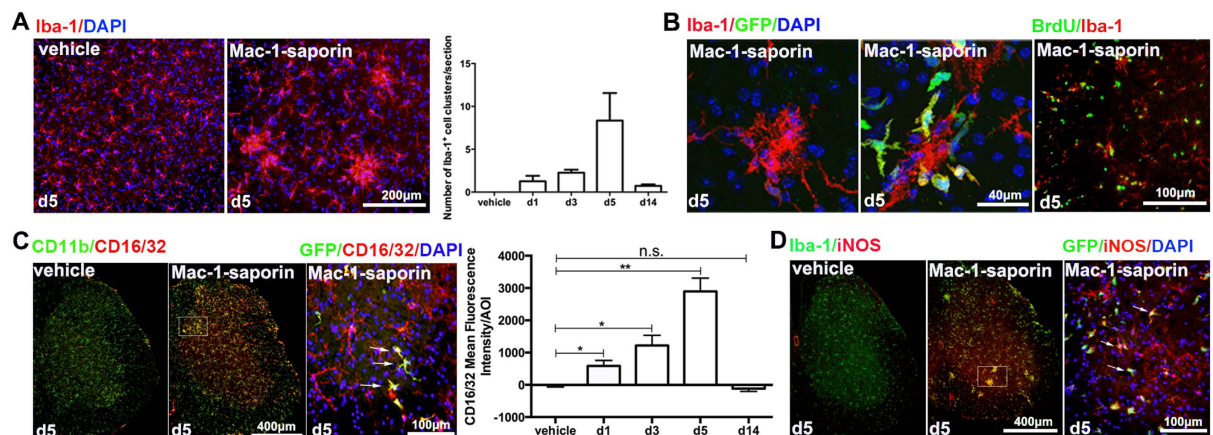 A
Iba-1/DAPI
vehicle
d5
Mac-1-saporin
d5
200µm
Number of Iba-1+ cell clusters/section
15
10
5
0
vehicle d1 d3 d5 d14
B
Iba-1/GFP/DAPI
BrdU/Iba-1
Mac-1-saporin
d5
Mac-1-saporin
d5
40µm
Mac-1-saporin
d5
100µm
C
CD11b/CD16/32
GFP/CD16/32/DAPI
vehicle
d5
Mac-1-saporin
d5
400µm
Mac-1-saporin
d5
100µm
CD16/32 Mean Fluorescence
Intensity/AOI
4000
3000
2000
1000
0
-1000
n.s.
**
*
*
vehicle d1 d3 d5 d14
D
Iba-1/iNOS
GFP/iNOS/DAPI
vehicle
d5
Mac-1-saporin
d5
400µm
Mac-1-saporin
d5
100µm